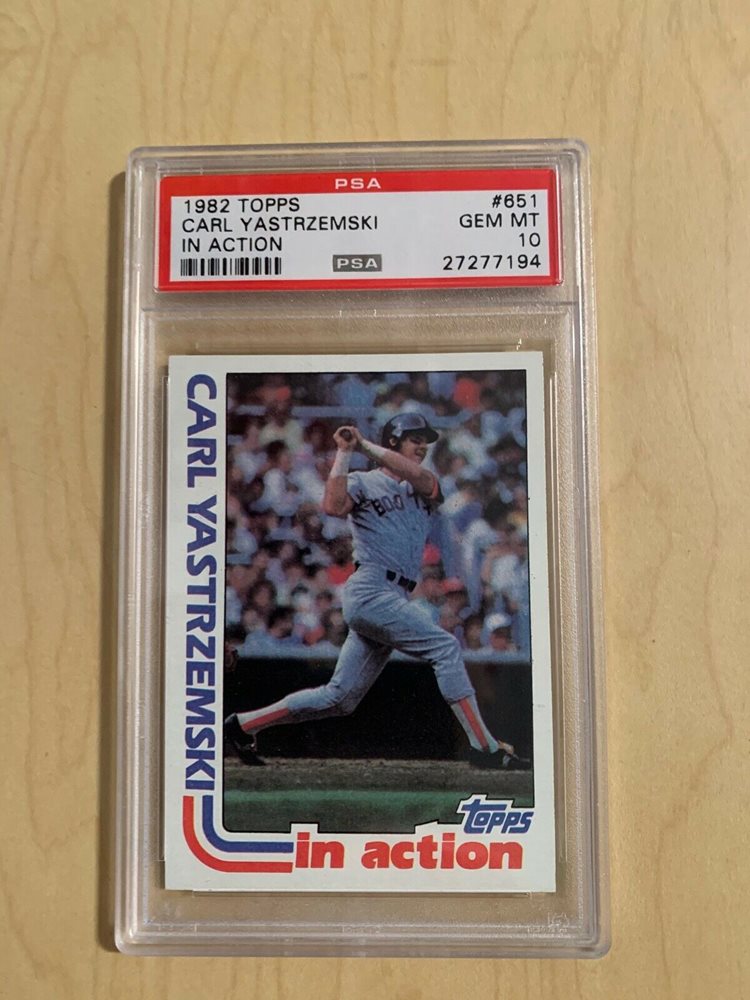 PSA
1982 TOPPS #651
CARL YASTRZEMSKI GEM MT
IN ACTION 10
PSA 27277194
CARL YASTRZEMSKI
topps
in action